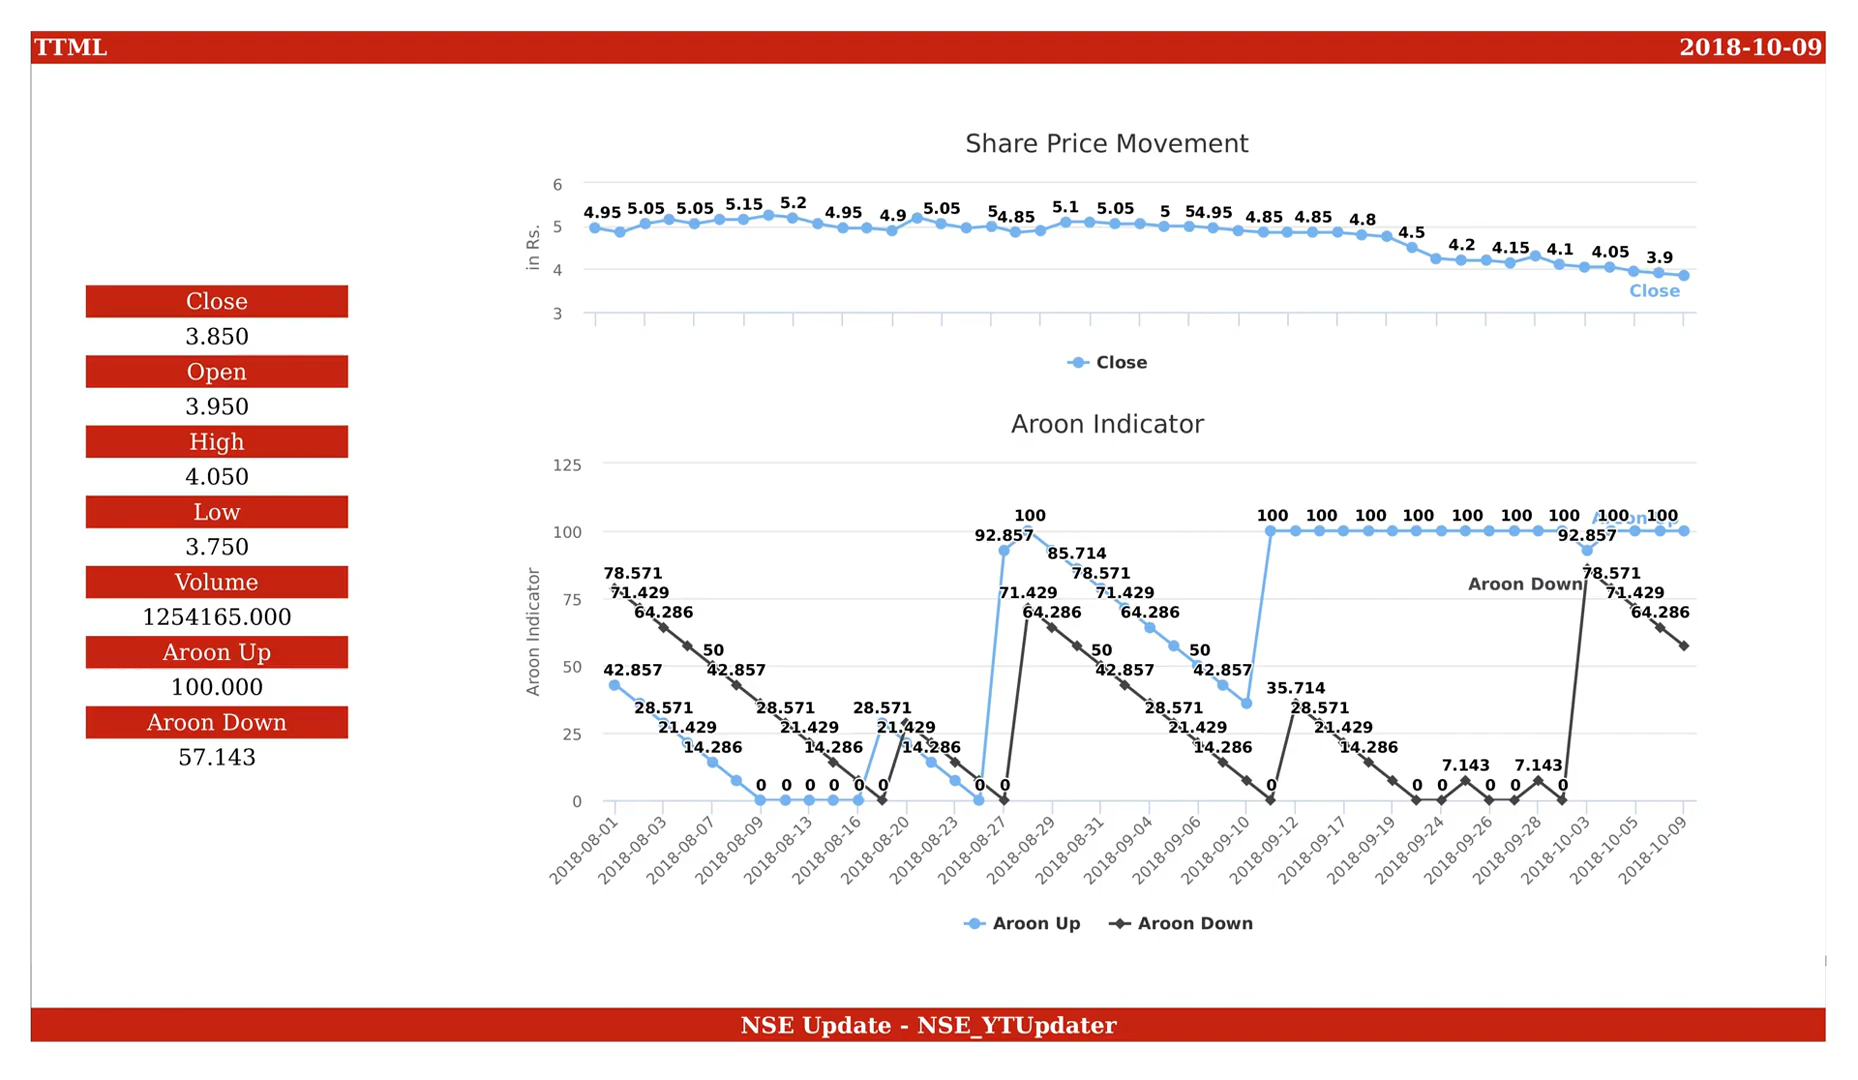 TTML 2018-10-09
Close
3.850
Open
3.950
High
4.050
Low
3.750
Volume
1254165.000
Aroon Up
100.000
Aroon Down
57.143
Share Price Movement
in Rs.
6
5
4
3
4.95 5.05 5.05 5.15 5.2 4.95 4.9 5.05 5 4.85 5.1 5.05 5 5 4.95 4.85 4.85 4.8 4.5 4.2 4.15 4.1 4.05 3.9
Close
Close
Aroon Indicator
Aroon Indicator
125
100
75
50
25
0
100 100 100 100 100 100 100 100 100 100
Aroon Up
92.857 92.857
85.714
78.571 78.571 Aroon Down 78.571
71.429 71.429 71.429 71.429
64.286 64.286 64.286 64.286
50 50 50
42.857 42.857 42.857 42.857
35.714
28.571 28.571 28.571 28.571 28.571
21.429 21.429 21.429 21.429 21.429
14.286 14.286 14.286 14.286 14.286
7.143 7.143
0 0 0 0 0 0 0 0 0 0 0 0 0 0
2018-08-01 2018-08-03 2018-08-07 2018-08-09 2018-08-13 2018-08-16 2018-08-20 2018-08-23 2018-08-27 2018-08-29 2018-08-31 2018-09-04 2018-09-06 2018-09-10 2018-09-12 2018-09-17 2018-09-19 2018-09-24 2018-09-26 2018-09-28 2018-10-03 2018-10-05 2018-10-09
Aroon Up Aroon Down
NSE Update - NSE_YTUpdater